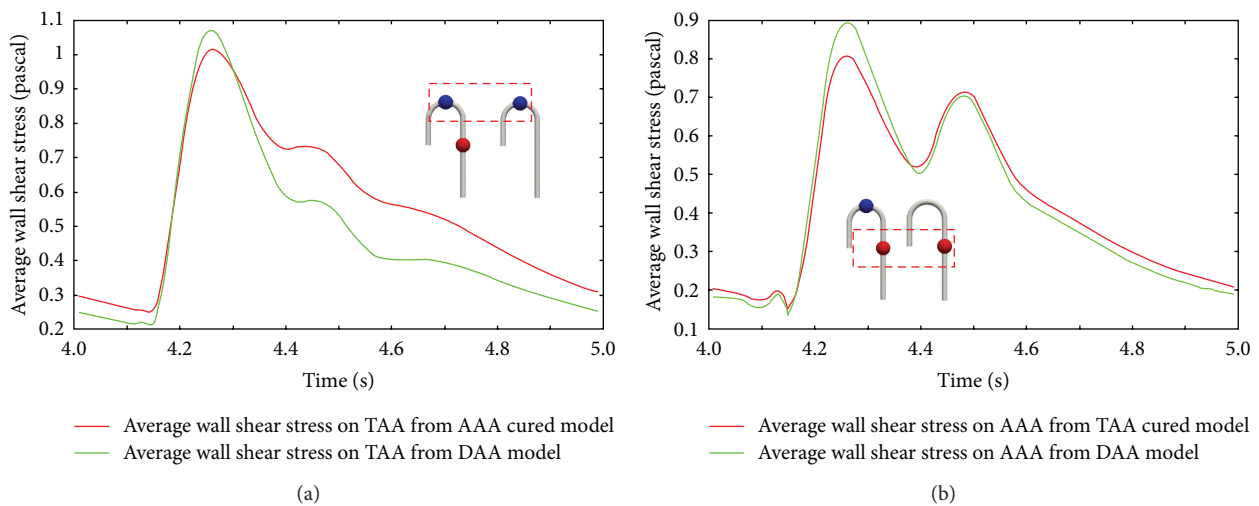 Average wall shear stress (pascal)
1.1
1
0.9
0.8
0.7
0.6
0.5
0.4
0.3
0.2
4.0 4.2 4.4 4.6 4.8 5.0
Time (s)
Average wall shear stress on TAA from AAA cured model
Average wall shear stress on TAA from DAA model
(a)
Average wall shear stress (pascal)
0.9
0.8
0.7
0.6
0.5
0.4
0.3
0.2
0.1
4.0 4.2 4.4 4.6 4.8 5.0
Time (s)
Average wall shear stress on AAA from TAA cured model
Average wall shear stress on AAA from DAA model
(b)